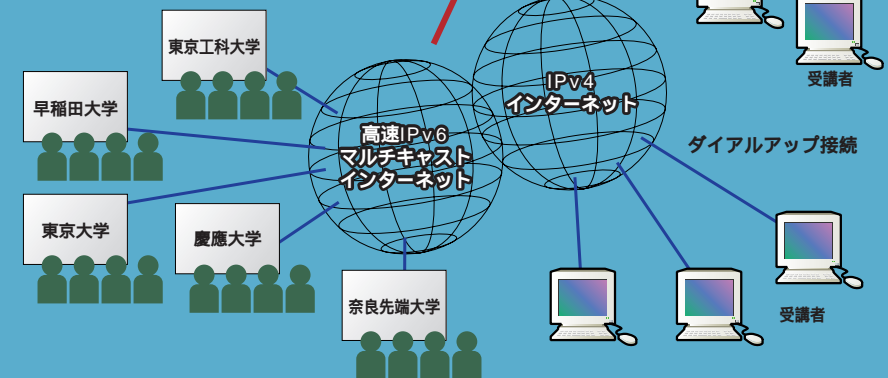 東京工科大学
早稲田大学
東京大学
慶應大学
奈良先端大学
高速IPv6
マルチキャスト
インターネット
IPv4
インターネット
受講者
ダイアルアップ接続
受講者